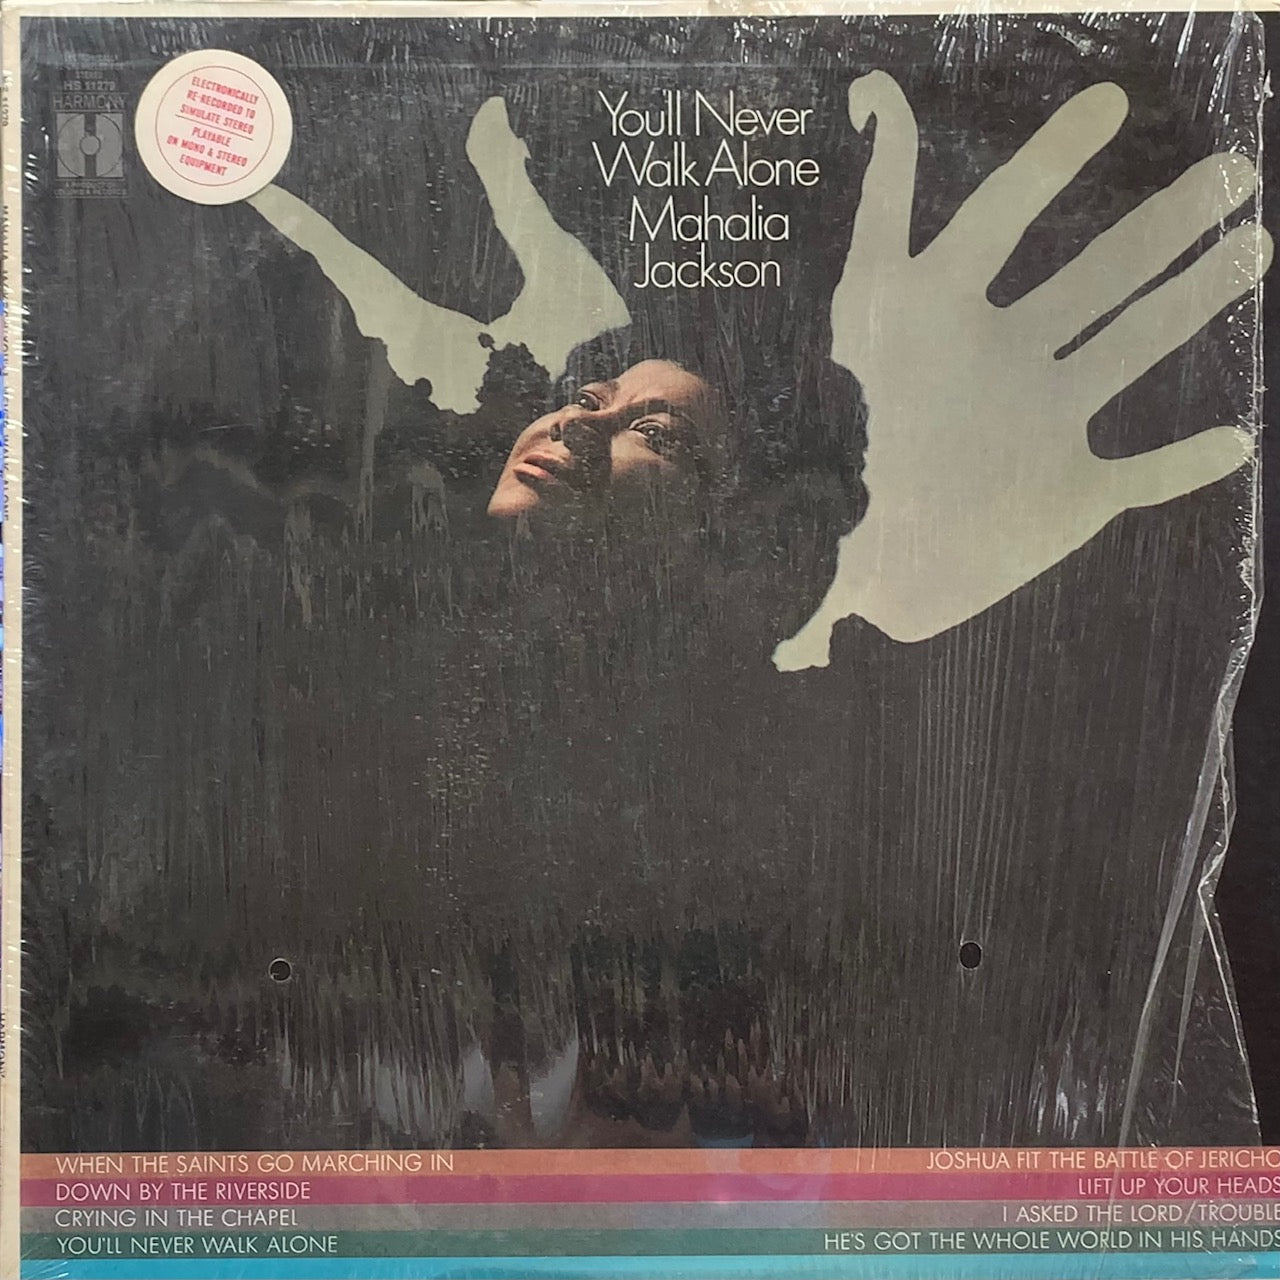 STEREO
HS 11279
HARMONY
ELECTRONICALLY
RE-RECORDED TO
SIMULATE STEREO
PLAYABLE
ON MONO & STEREO
EQUIPMENT
You'll Never
Walk Alone
Mahalia
Jackson
WHEN THE SAINTS GO MARCHING IN
DOWN BY THE RIVERSIDE
CRYING IN THE CHAPEL
YOU'LL NEVER WALK ALONE
JOSHUA FIT THE BATTLE OF JERICHO
LIFT UP YOUR HEADS
I ASKED THE LORD/TROUBLE
HE'S GOT THE WHOLE WORLD IN HIS HANDS